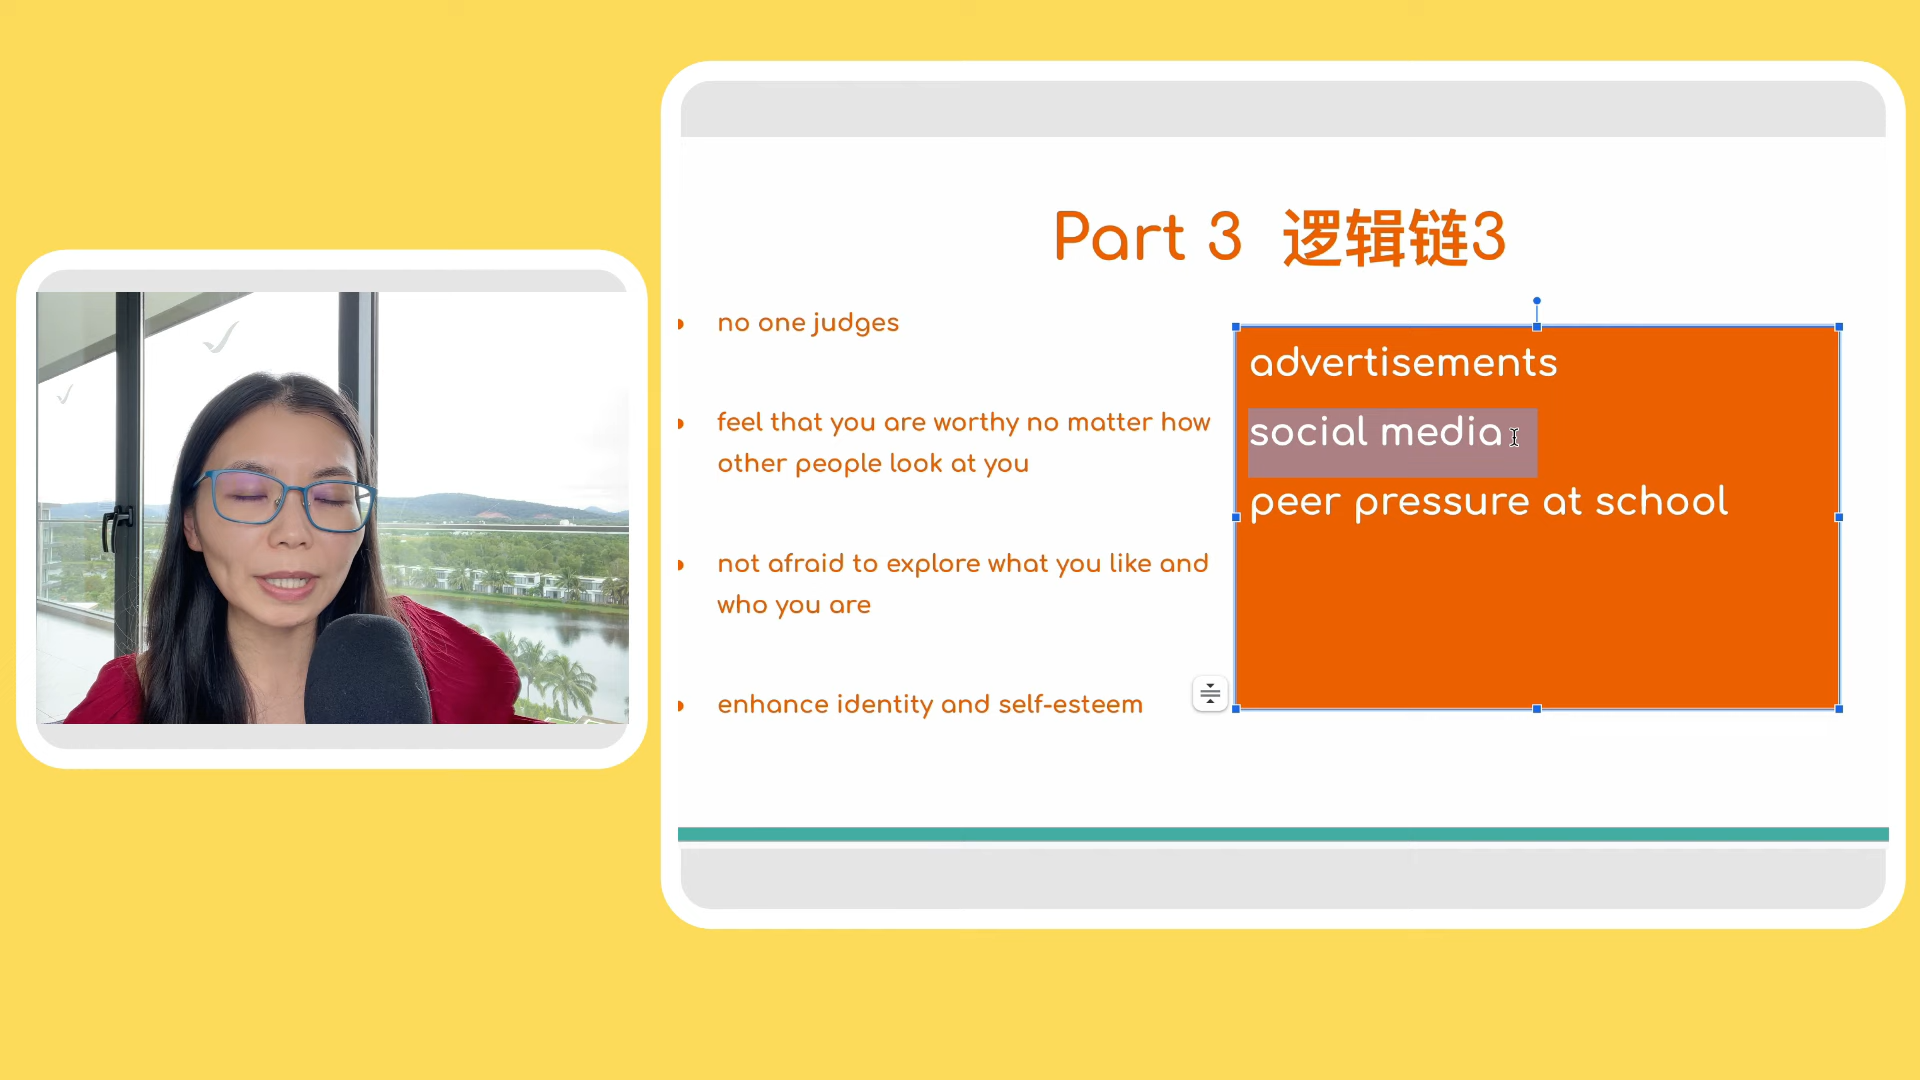 Part 3 逻辑链3
no one judges
feel that you are worthy no matter how
other people look at you
not afraid to explore what you like and
who you are
enhance identity and self-esteem
advertisements
social media
peer pressure at school